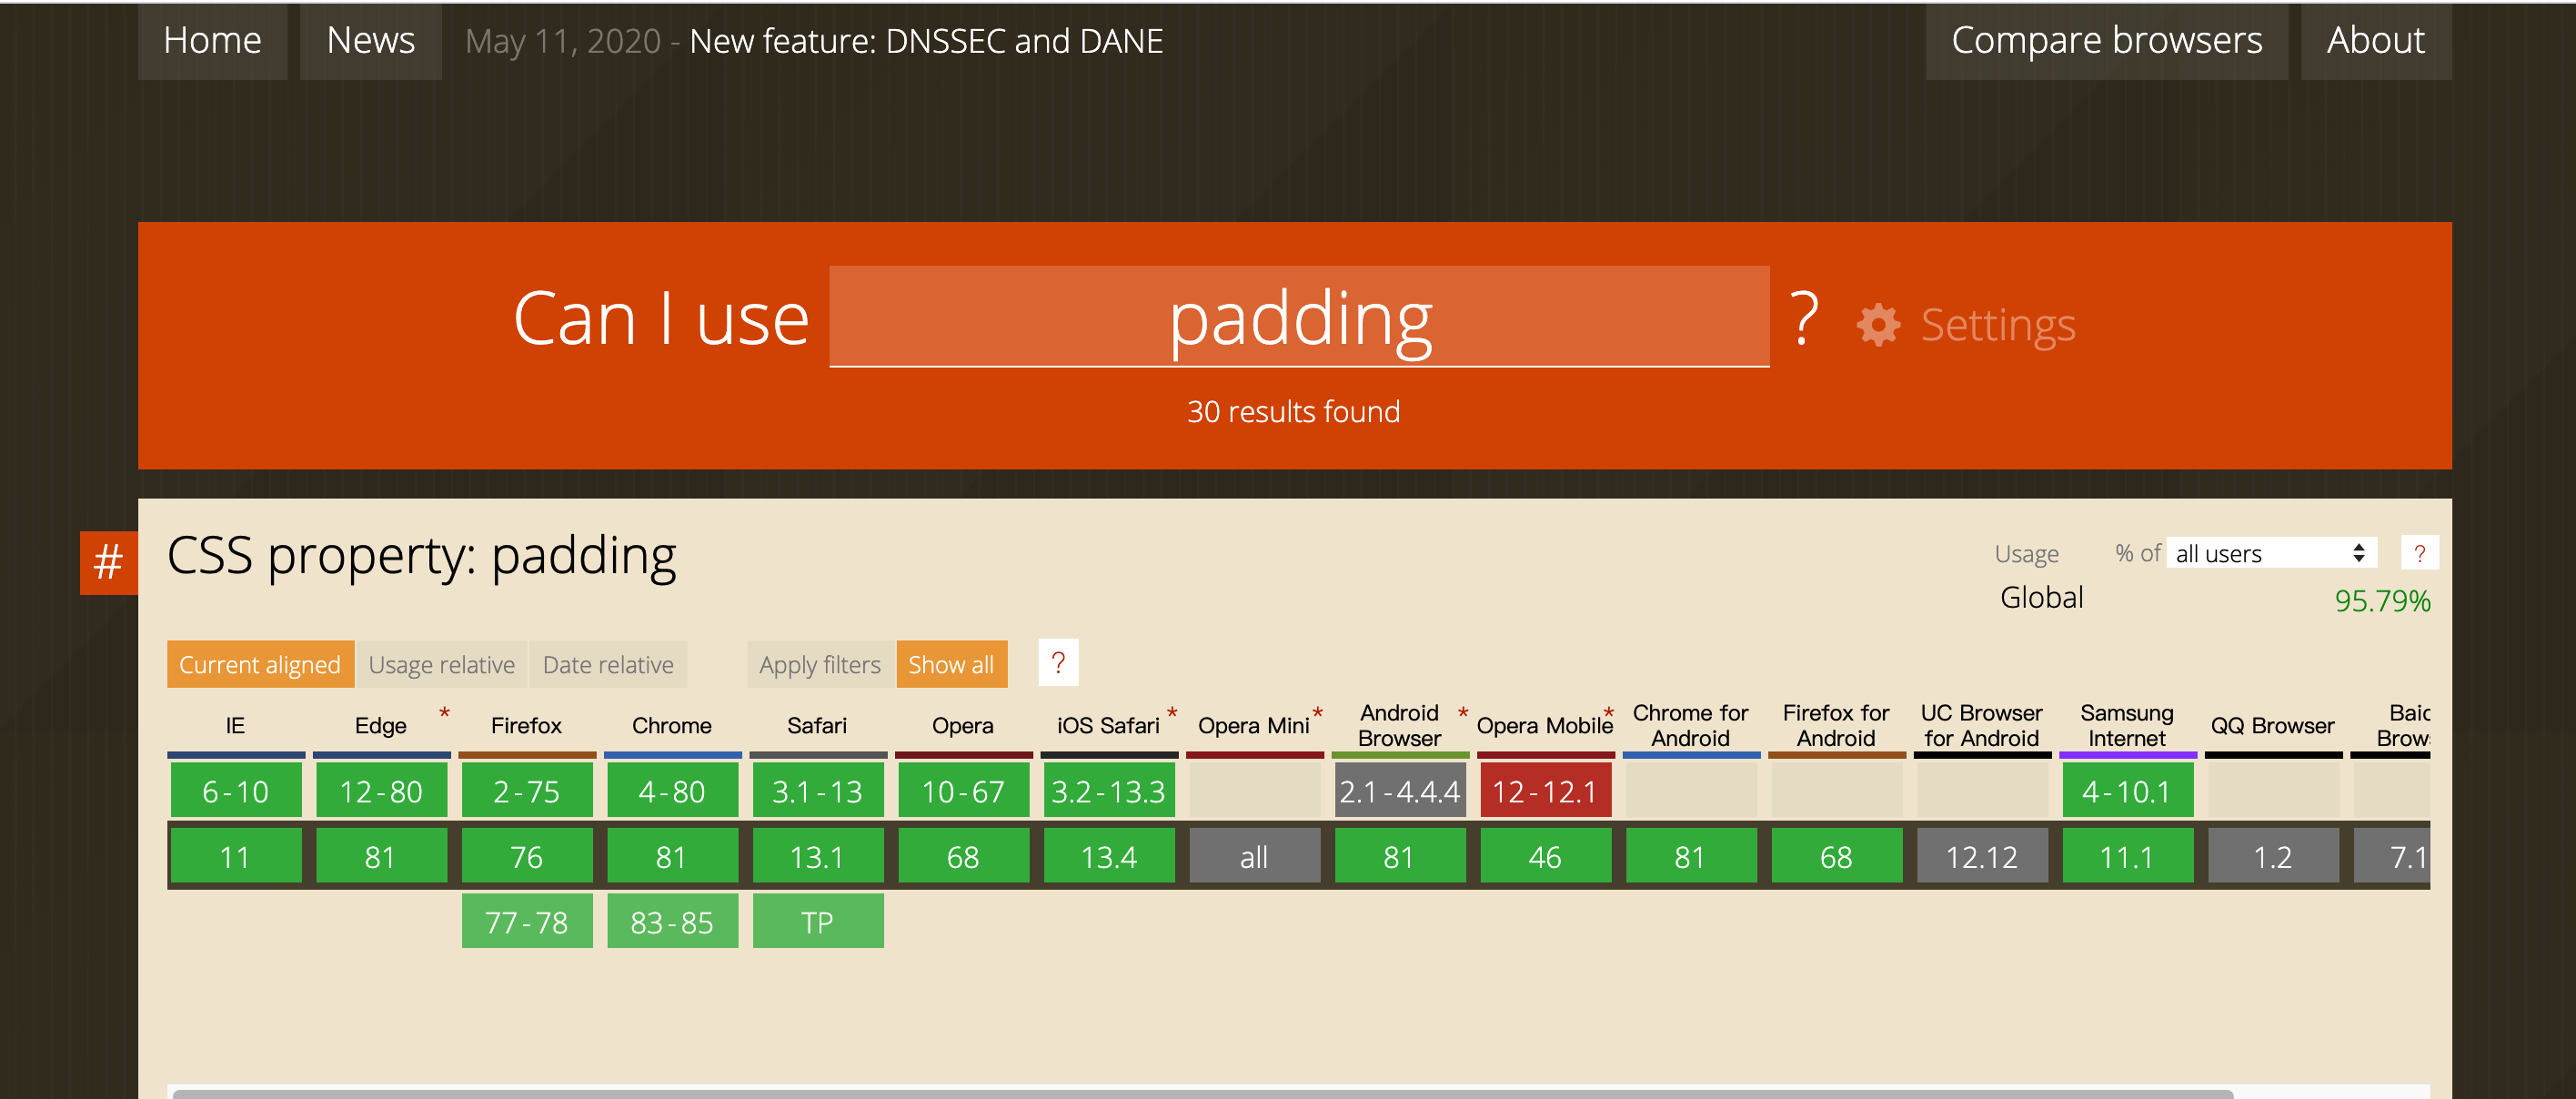 Home News May 11, 2020 - New feature: DNSSEC and DANE Compare browsers About
Can I use padding ? Settings
30 results found
# CSS property: padding
Usage % of all users ?
Global 95.79%
Current aligned Usage relative Date relative Apply filters Show all ?
IE Edge * Firefox Chrome Safari Opera iOS Safari * Opera Mini * Android Browser * Opera Mobile * Chrome for Android Firefox for Android UC Browser for Android Samsung Internet QQ Browser
6-10 12-80 2-75 4-80 3.1-13 10-67 3.2-13.3 2.1-4.4.4 12-12.1 4-10.1
11 81 76 81 13.1 68 13.4 all 81 46 81 68 12.12 11.1 1.2 7.1
77-78 83-85 TP